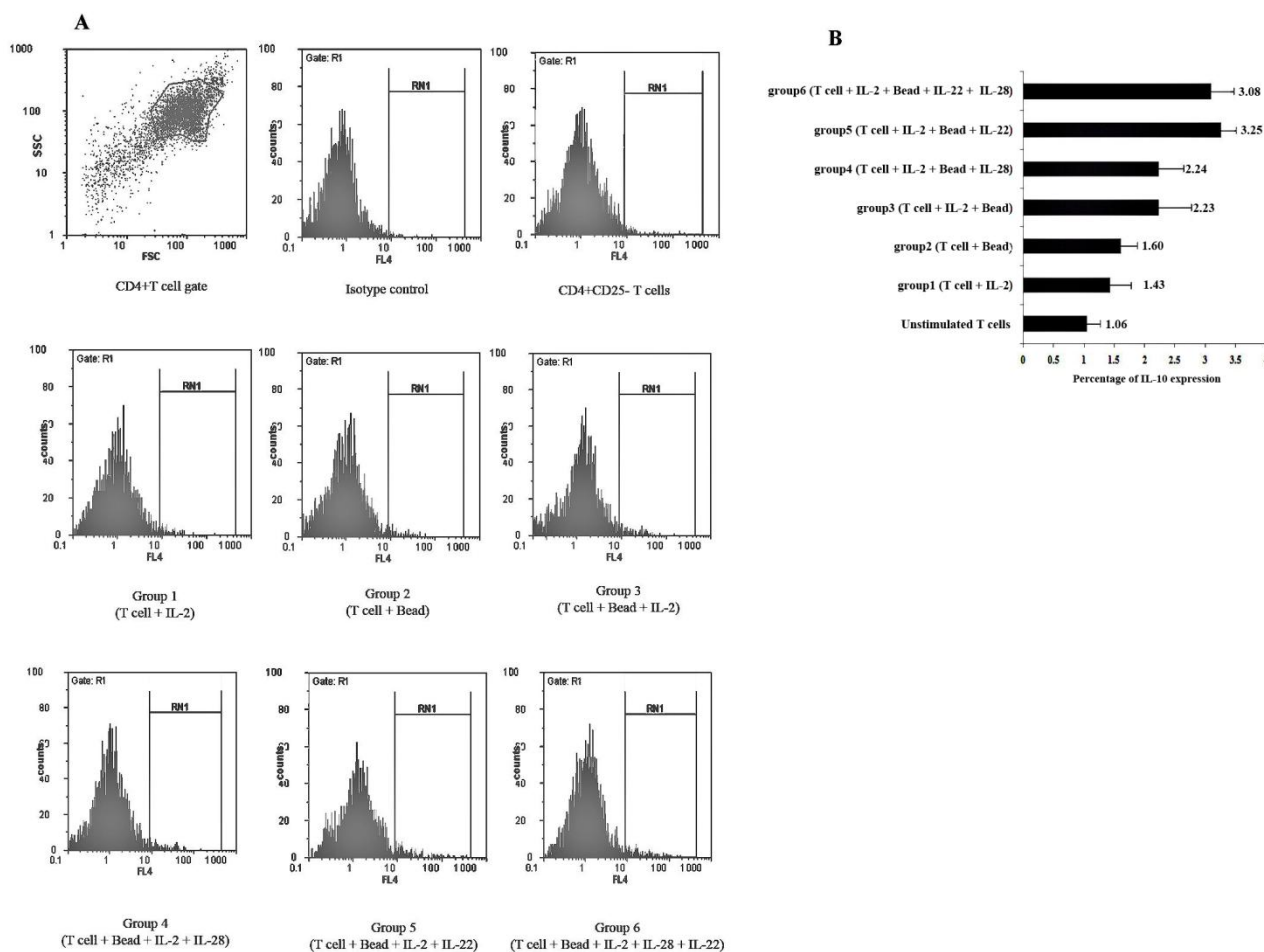 A
1000
100
10
1
SSC
1
10
100
1000
FSC
CD4+T cell gate
100
80
60
40
20
0
counts
Gate: R1
RN1
0.1
1
10
100
1000
FL4
Isotype control
100
80
60
40
20
0
counts
Gate: R1
RN1
0.1
1
10
100
1000
FL4
CD4+CD25- T cells
100
80
60
40
20
0
counts
Gate: R1
RN1
0.1
1
10
100
1000
FL4
Group 1
(T cell + IL-2)
100
80
60
40
20
0
counts
Gate: R1
RN1
0.1
1
10
100
1000
FL4
Group 2
(T cell + Bead)
100
80
60
40
20
0
counts
Gate: R1
RN1
0.1
1
10
100
1000
FL4
Group 3
(T cell + Bead + IL-2)
100
80
60
40
20
0
counts
Gate: R1
RN1
0.1
1
10
100
1000
FL4
Group 4
(T cell + Bead + IL-2 + IL-28)
100
80
60
40
20
0
counts
Gate: R1
RN1
0.1
1
10
100
1000
FL4
Group 5
(T cell + Bead + IL-2 + IL-22)
100
80
60
40
20
0
counts
Gate: R1
RN1
0.1
1
10
100
1000
FL4
Group 6
(T cell + Bead + IL-2 + IL-28 + IL-22)
B
group6 (T cell + IL-2 + Bead + IL-22 + IL-28)
3.08
group5 (T cell + IL-2 + Bead + IL-22)
3.25
group4 (T cell + IL-2 + Bead + IL-28)
2.24
group3 (T cell + IL-2 + Bead)
2.23
group2 (T cell + Bead)
1.60
group1 (T cell + IL-2)
1.43
Unstimulated T cells
1.06
0
0.5
1
1.5
2
2.5
3
3.5
Percentage of IL-10 expression